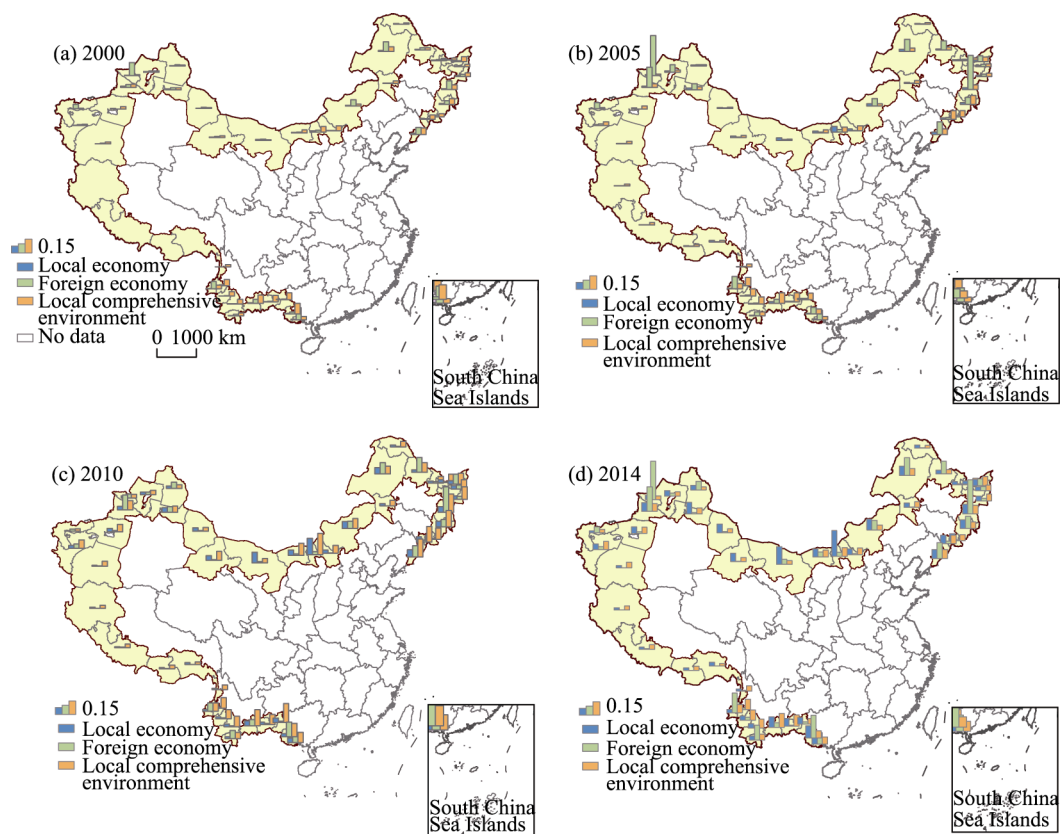 (a) 2000
0.15
Local economy
Foreign economy
Local comprehensive
environment
No data
0 1000 km
South China
Sea Islands
(b) 2005
0.15
Local economy
Foreign economy
Local comprehensive
environment
South China
Sea Islands
(c) 2010
0.15
Local economy
Foreign economy
Local comprehensive
environment
South China
Sea Islands
(d) 2014
0.15
Local economy
Foreign economy
Local comprehensive
environment
South China
Sea Islands